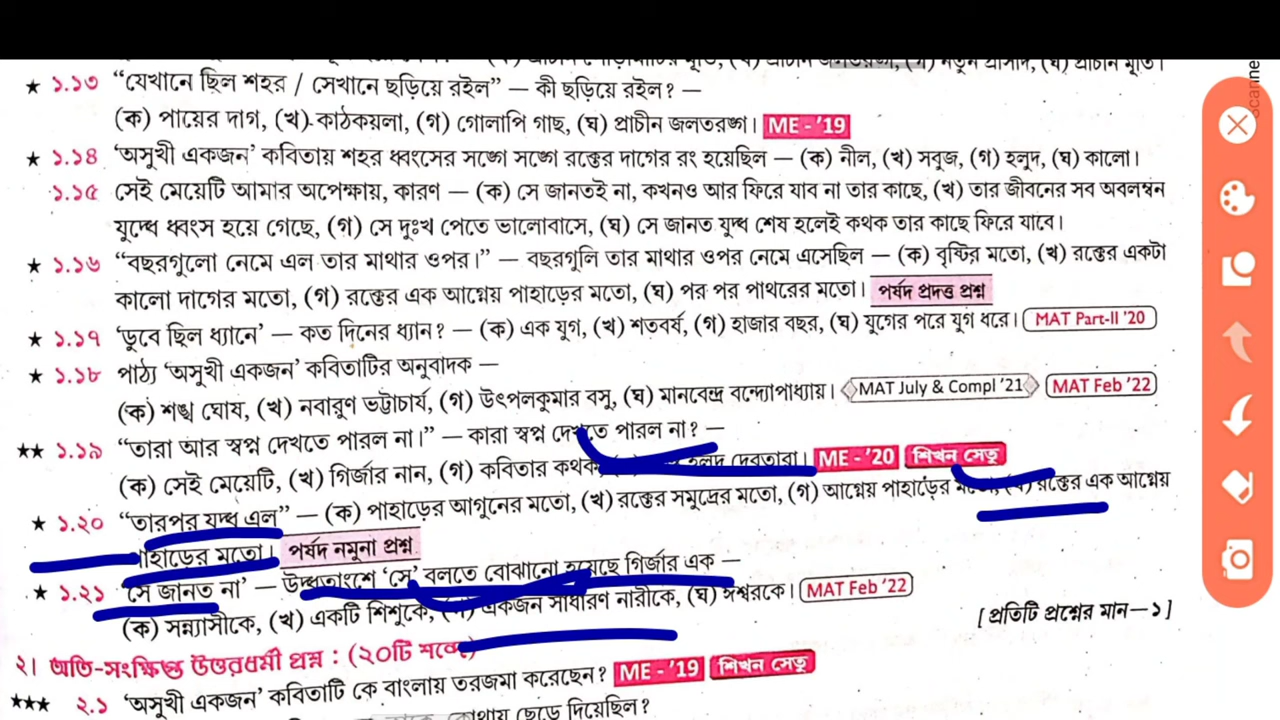 ★ ১.১৩ “যেখানে ছিল শহর / সেখানে ছড়িয়ে রইল” — কী ছড়িয়ে রইল? —
(ক) পায়ের দাগ, (খ) কাঠকয়লা, (গ) গোলাপি গাছ, (ঘ) প্রাচীন জলতরঙ্গ। ME - '19
★ ১.১৪ ‘অসুখী একজন’ কবিতায় শহর ধ্বংসের সঙ্গে সঙ্গে রক্তের দাগের রং হয়েছিল — (ক) নীল, (খ) সবুজ, (গ) হলুদ, (ঘ) কালো।
১.১৫ সেই মেয়েটি আমার অপেক্ষায়, কারণ — (ক) সে জানতই না, কখনও আর ফিরে যাব না তার কাছে, (খ) তার জীবনের সব অবলম্বন
যুদ্ধে ধ্বংস হয়ে গেছে, (গ) সে দুঃখ পেতে ভালোবাসে, (ঘ) সে জানত যুদ্ধ শেষ হলেই কথক তার কাছে ফিরে যাবে।
★ ১.১৬ “বছরগুলো নেমে এল তার মাথার ওপর।” — বছরগুলি তার মাথার ওপর নেমে এসেছিল — (ক) বৃষ্টির মতো, (খ) রক্তের একটা
কালো দাগের মতো, (গ) রক্তের এক আগ্নেয় পাহাড়ের মতো, (ঘ) পর পর পাথরের মতো। পর্ষদ প্রদত্ত প্রশ্ন
★ ১.১৭ ‘ডুবে ছিল ধ্যানে’ — কত দিনের ধ্যান? — (ক) এক যুগ, (খ) শতবর্ষ, (গ) হাজার বছর, (ঘ) যুগের পরে যুগ ধরে। MAT Part-II '20
★ ১.১৮ পাঠ্য ‘অসুখী একজন’ কবিতাটির অনুবাদক —
(ক) শঙ্খ ঘোষ, (খ) নবারুণ ভট্টাচার্য, (গ) উৎপলকুমার বসু, (ঘ) মানবেন্দ্র বন্দ্যোপাধ্যায়। MAT July & Compl '21 MAT Feb '22
★★ ১.১৯ “তারা আর স্বপ্ন দেখতে পারল না।” — কারা স্বপ্ন দেখতে পারল না? —
(ক) সেই মেয়েটি, (খ) গির্জার নান, (গ) কবিতার কথক হলুদ দেবতারা। ME - '20 শিখন সেতু
★ ১.২০ “তারপর যুদ্ধ এল” — (ক) পাহাড়ের আগুনের মতো, (খ) রক্তের সমুদ্রের মতো, (গ) আগ্নেয় পাহাড়ের মতো, (ঘ) রক্তের এক আগ্নেয়
পাহাড়ের মতো। পর্ষদ নমুনা প্রশ্ন
★ ১.২১ ‘সে জানত না’ — উদ্ধৃতাংশে ‘সে’ বলতে বোঝানো হয়েছে গির্জার এক —
(ক) সন্ন্যাসীকে, (খ) একটি শিশুকে, (গ) একজন সাধারণ নারীকে, (ঘ) ঈশ্বরকে। MAT Feb '22
[ প্রতিটি প্রশ্নের মান—১ ]
২। অতি-সংক্ষিপ্ত উত্তরধর্মী প্রশ্ন : (২০টি শব্দে)
★★★ ২.১ ‘অসুখী একজন’ কবিতাটি কে বাংলায় তরজমা করেছেন? ME - '19 শিখন সেতু
কোথায় ছেড়ে দিয়েছিল?